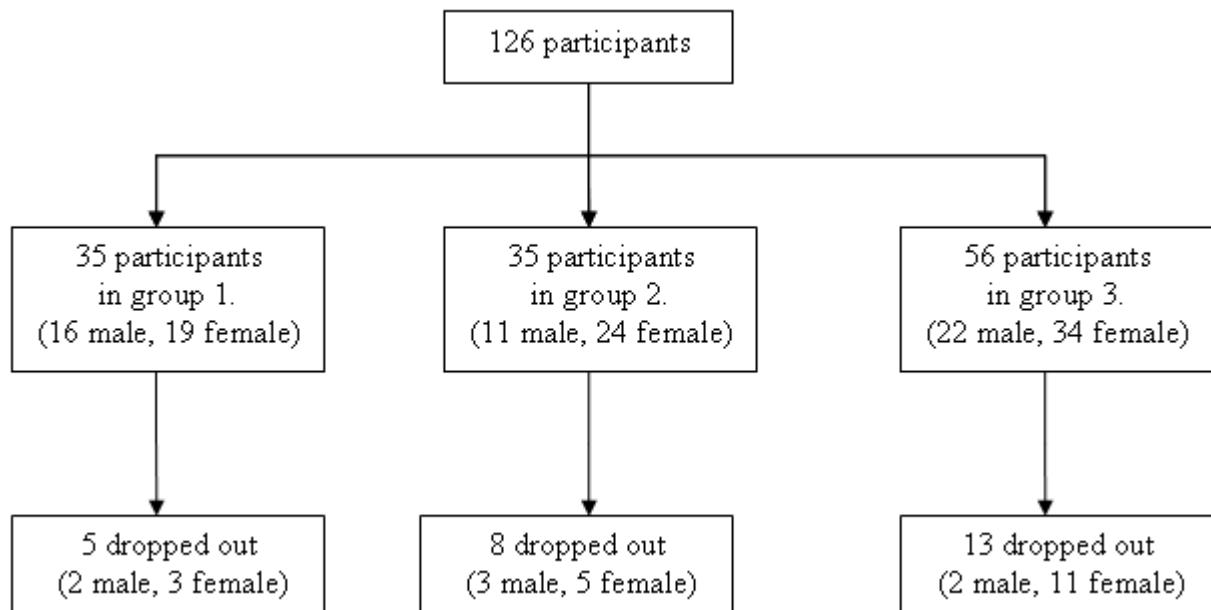 126 participants
35 participants
in group 1.
(16 male, 19 female)
35 participants
in group 2.
(11 male, 24 female)
56 participants
in group 3.
(22 male, 34 female)
5 dropped out
(2 male, 3 female)
8 dropped out
(3 male, 5 female)
13 dropped out
(2 male, 11 female)